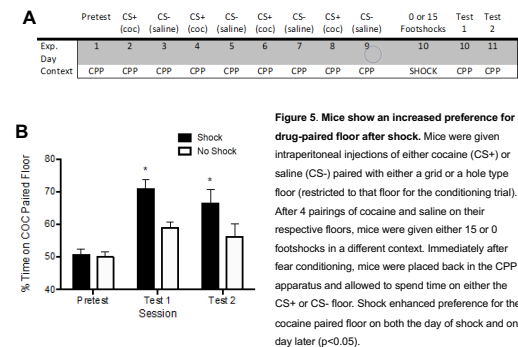 A
Pretest CS+ CS- CS+ CS- CS+ CS- CS+ CS- 0 or 15 Test Test
(coc) (saline) (coc) (saline) (coc) (saline) (coc) (saline) Footshocks 1 2
Exp. 1 2 3 4 5 6 7 8 9 10 10 11
Day
Context CPP CPP CPP CPP CPP CPP CPP CPP CPP SHOCK CPP CPP
B
Shock
No Shock
% Time on COC Paired Floor
80
70
60
50
40
* *
Pretest Test 1 Test 2
Session
Figure 5. Mice show an increased preference for
drug-paired floor after shock. Mice were given
intraperitoneal injections of either cocaine (CS+) or
saline (CS-) paired with either a grid or a hole type
floor (restricted to that floor for the conditioning trial).
After 4 pairings of cocaine and saline on their
respective floors, mice were given either 15 or 0
footshocks in a different context. Immediately after
fear conditioning, mice were placed back in the CPP
apparatus and allowed to spend time on either the
CS+ or CS- floor. Shock enhanced preference for the
cocaine paired floor on both the day of shock and on
day later (p<0.05).